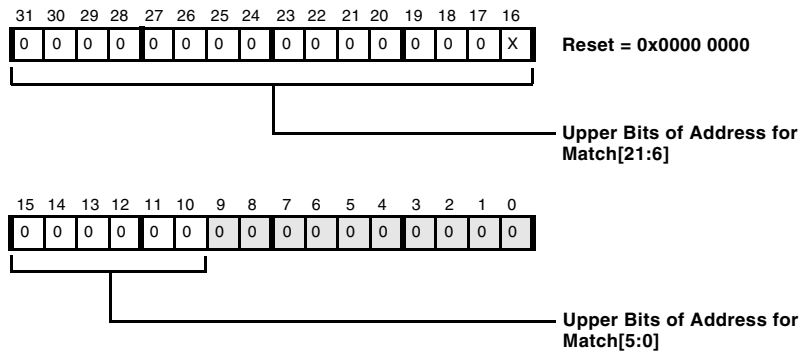 31 30 29 28 27 26 25 24 23 22 21 20 19 18 17 16
0 0 0 0 0 0 0 0 0 0 0 0 0 0 0 X Reset = 0x0000 0000
Upper Bits of Address for
Match[21:6]
15 14 13 12 11 10 9 8 7 6 5 4 3 2 1 0
0 0 0 0 0 0 0 0 0 0 0 0 0 0 0 0
Upper Bits of Address for
Match[5:0]